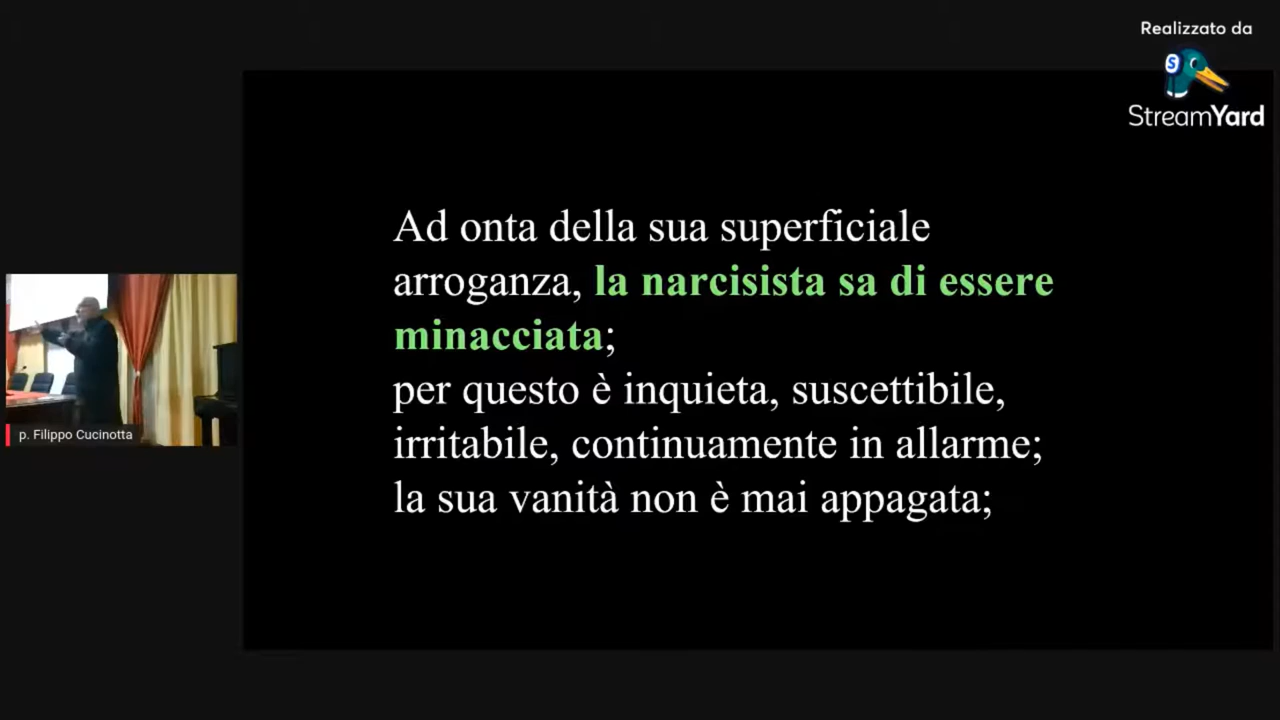 Realizzato da
StreamYard
Ad onta della sua superficiale
arroganza, la narcisista sa di essere
minacciata;
per questo è inquieta, suscettibile,
irritabile, continuamente in allarme;
la sua vanità non è mai appagata;
p. Filippo Cucinotta